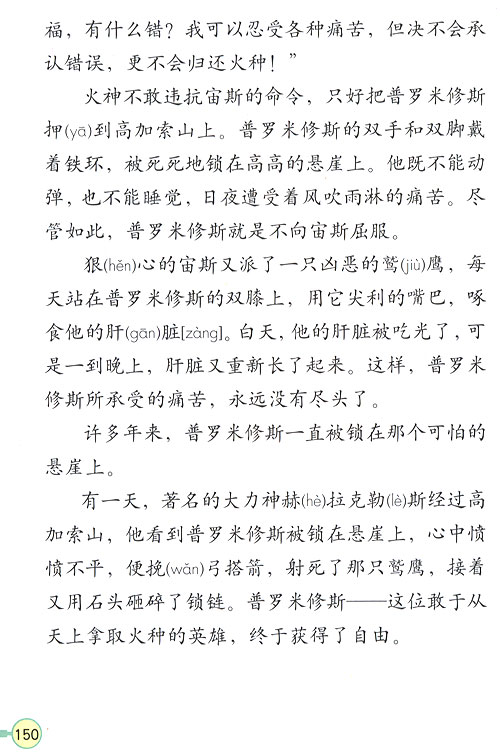 福，有什么错？我可以忍受各种痛苦，但决不会承
认错误，更不会归还火种！”
火神不敢违抗宙斯的命令，只好把普罗米修斯
押(yā)到高加索山上。普罗米修斯的双手和双脚戴
着铁环，被死死地锁在高高的悬崖上。他既不能动
弹，也不能睡觉，日夜遭受着风吹雨淋的痛苦。尽
管如此，普罗米修斯就是不向宙斯屈服。
狠(hěn)心的宙斯又派了一只凶恶的鹫(jiù)鹰，每
天站在普罗米修斯的双膝上，用它尖利的嘴巴，啄
食他的肝(gān)脏[zàng]。白天，他的肝脏被吃光了，可
是一到晚上，肝脏又重新长了起来。这样，普罗米
修斯所承受的痛苦，永远没有尽头了。
许多年来，普罗米修斯一直被锁在那个可怕的
悬崖上。
有一天，著名的大力神赫(hè)拉克勒(lè)斯经过高
加索山，他看到普罗米修斯被锁在悬崖上，心中愤
愤不平，便挽(wǎn)弓搭箭，射死了那只鹫鹰，接着
又用石头砸碎了锁链。普罗米修斯——这位敢于从
天上拿取火种的英雄，终于获得了自由。
150